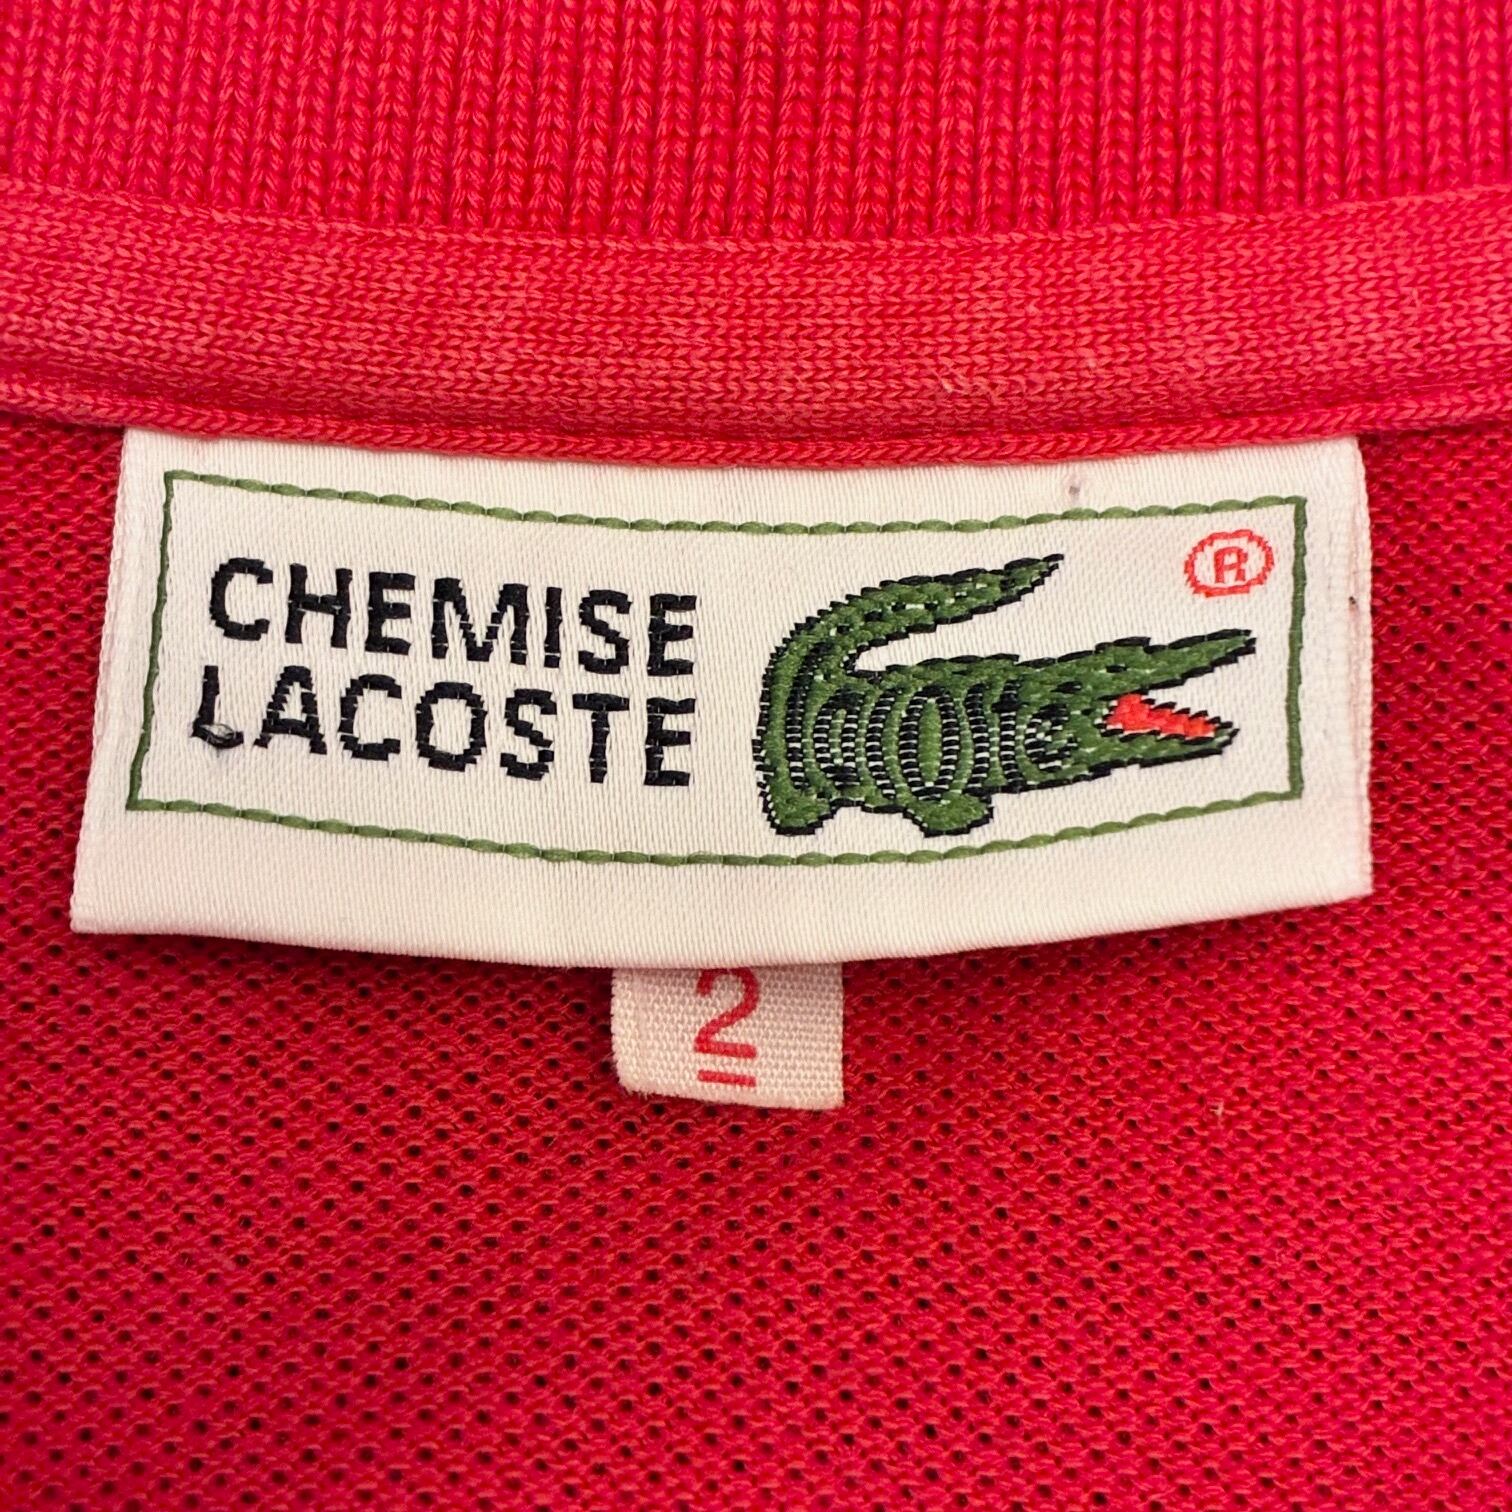 CHEMISE
LACOSTE
®
2